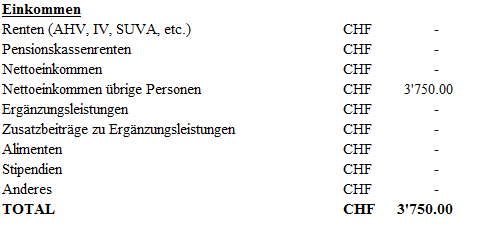 Einkommen
Renten (AHV, IV, SUVA, etc.) CHF -
Pensionskassenrenten CHF -
Nettoeinkommen CHF -
Nettoeinkommen übrige Personen CHF 3'750.00
Ergänzungsleistungen CHF -
Zusatzbeiträge zu Ergänzungsleistungen CHF -
Alimenten CHF -
Stipendien CHF -
Anderes CHF -
TOTAL CHF 3'750.00